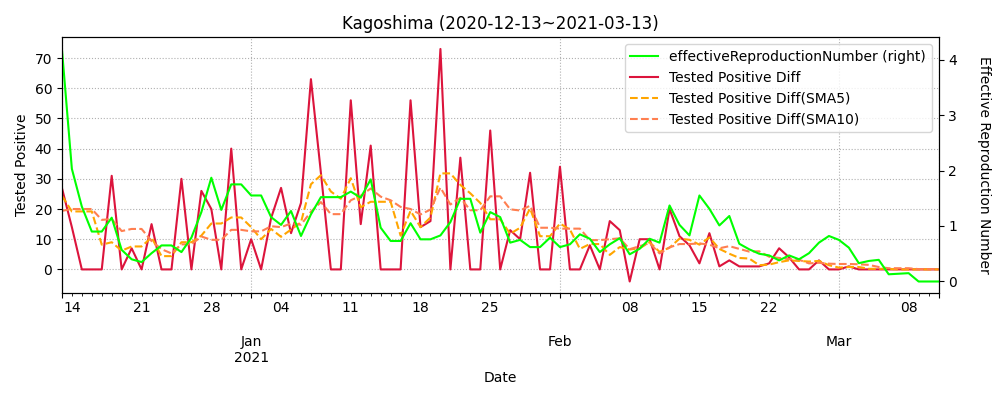 Kagoshima (2020-12-13~2021-03-13)
effectiveReproductionNumber (right)
Tested Positive Diff
Tested Positive Diff(SMA5)
Tested Positive Diff(SMA10)
Tested Positive
70
60
50
40
30
20
10
0
4
3
2
1
0
Effective Reproduction Number
14 21 28 04 11 18 25 08 15 22 08
Jan Feb Mar
2021
Date